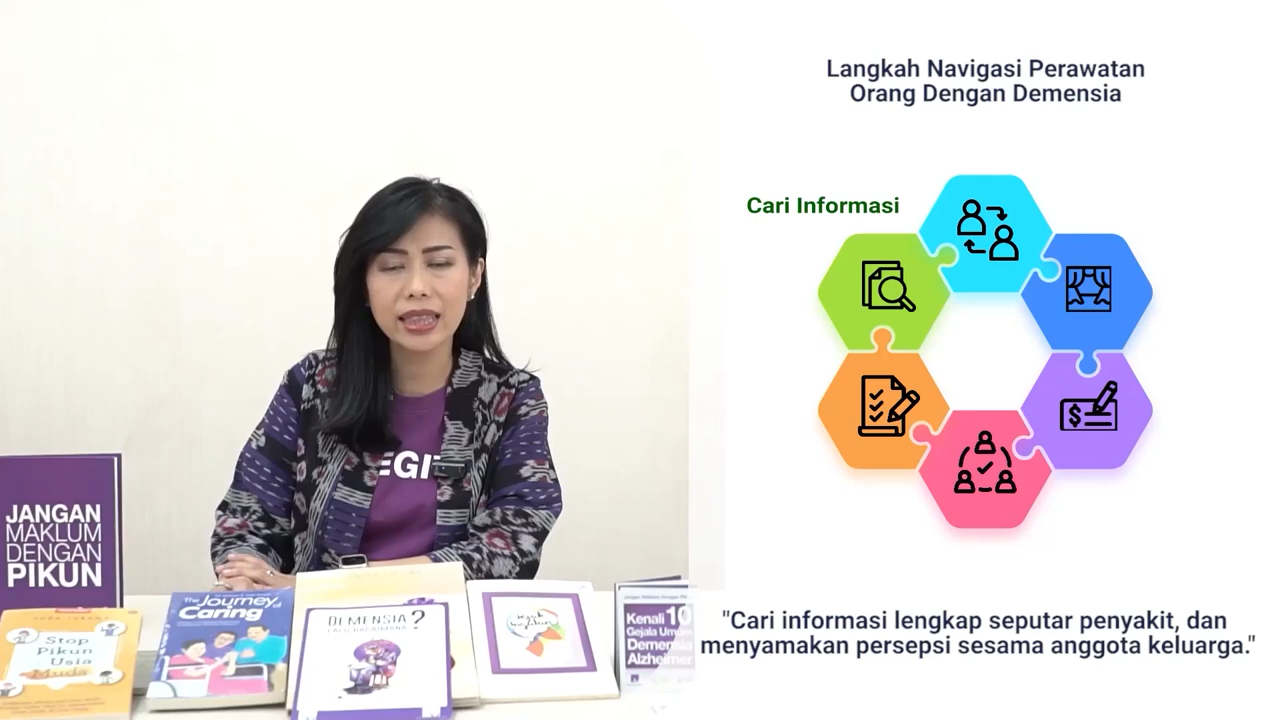 Langkah Navigasi Perawatan
Orang Dengan Demensia
Cari Informasi
"Cari informasi lengkap seputar penyakit, dan
menyamakan persepsi sesama anggota keluarga."
EGI
JANGAN
MAKLUM
DENGAN
PIKUN
Stop
Pikun
Usia
Muda
The Journey of
Caring
DEMENSIA?
Kenali 10
Gejala Umum
Demensia
Alzheimer